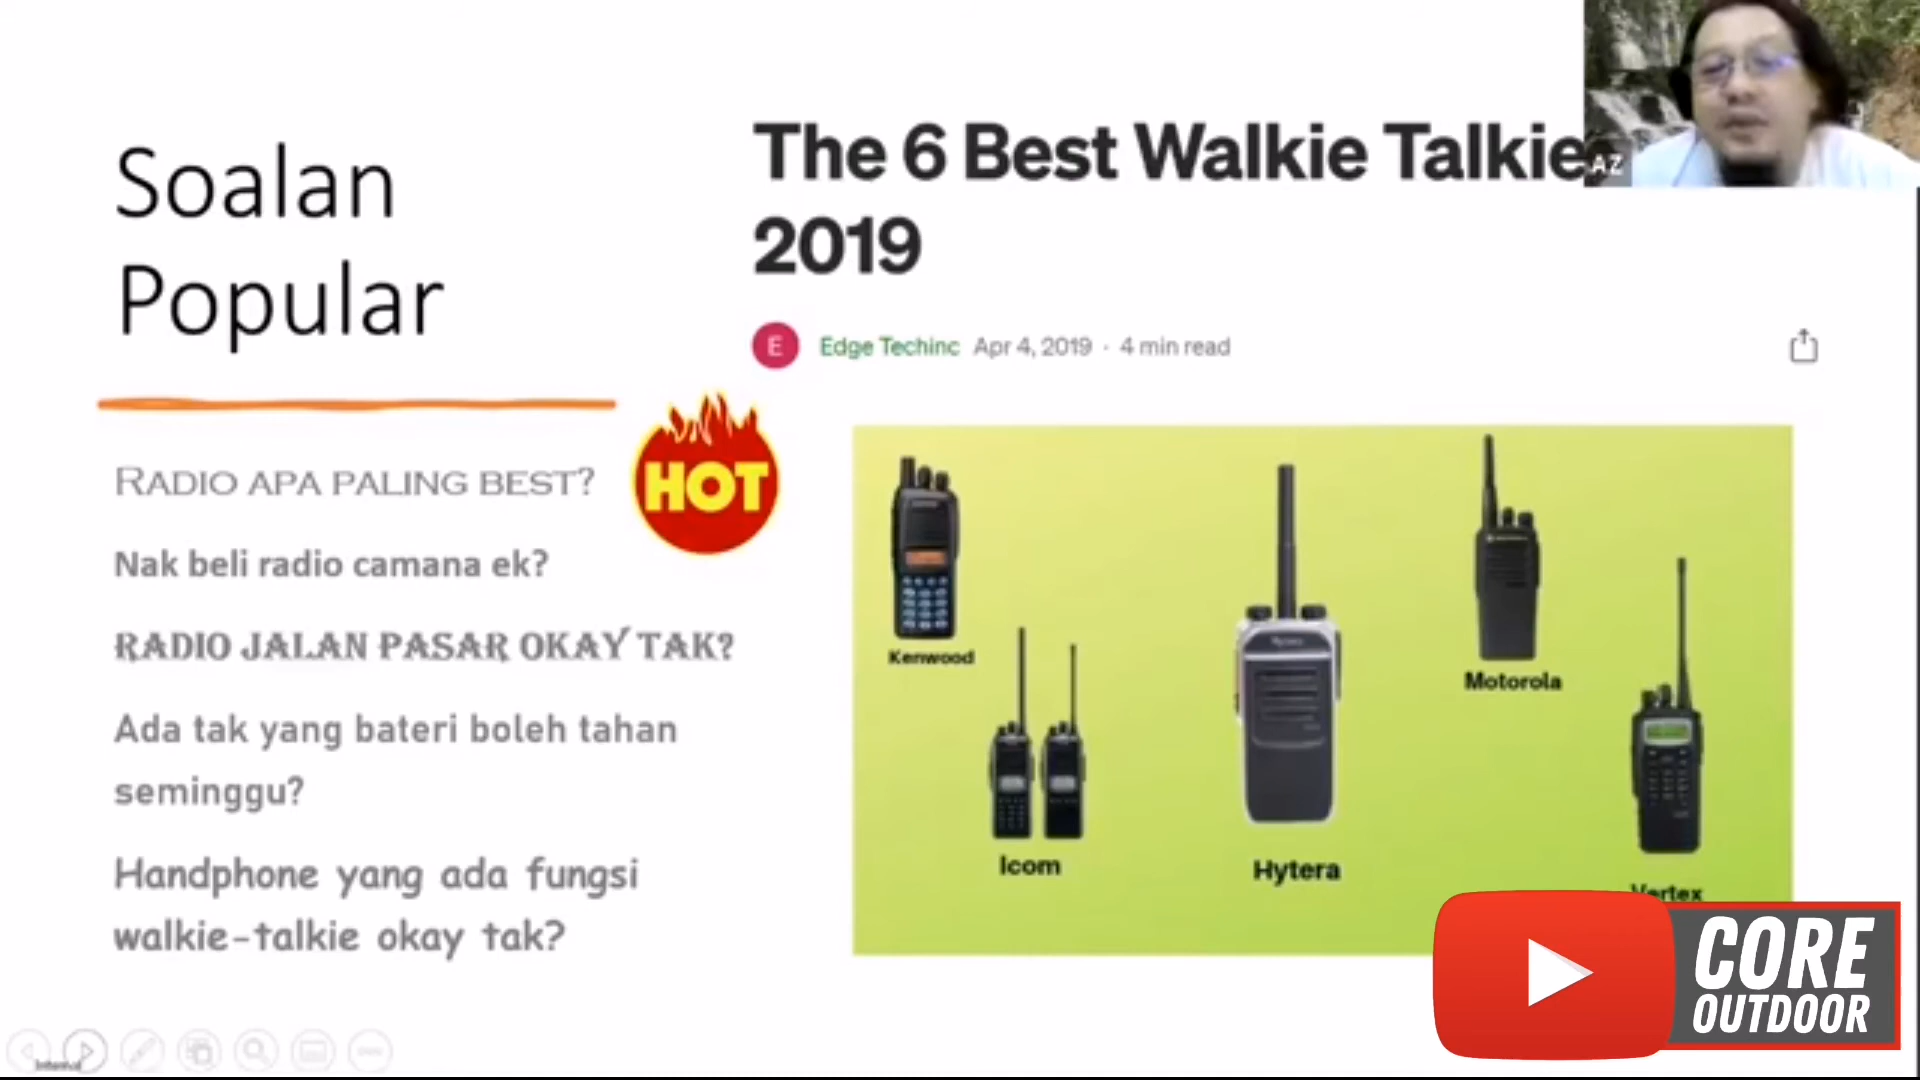 Soalan
Popular
RADIO APA PALING BEST?
Nak beli radio camana ek?
RADIO JALAN PASAR OKAY TAK?
Ada tak yang bateri boleh tahan
seminggu?
Handphone yang ada fungsi
walkie-talkie okay tak?
HOT
The 6 Best Walkie Talkie
2019
E
Edge Techinc Apr 4, 2019 · 4 min read
Kenwood
Icom
Hytera
Motorola
Vertex
AZ
CORE
OUTDOOR